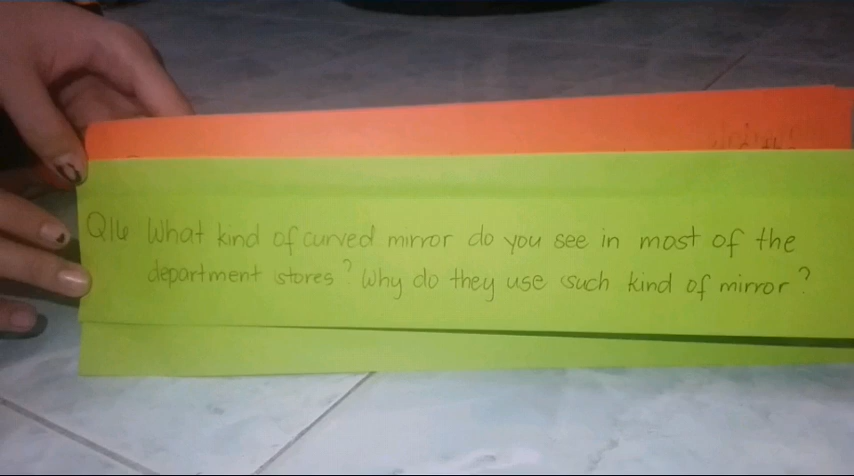 Q16 What kind of curved mirror do you see in most of the
department stores? Why do they use such kind of mirror?